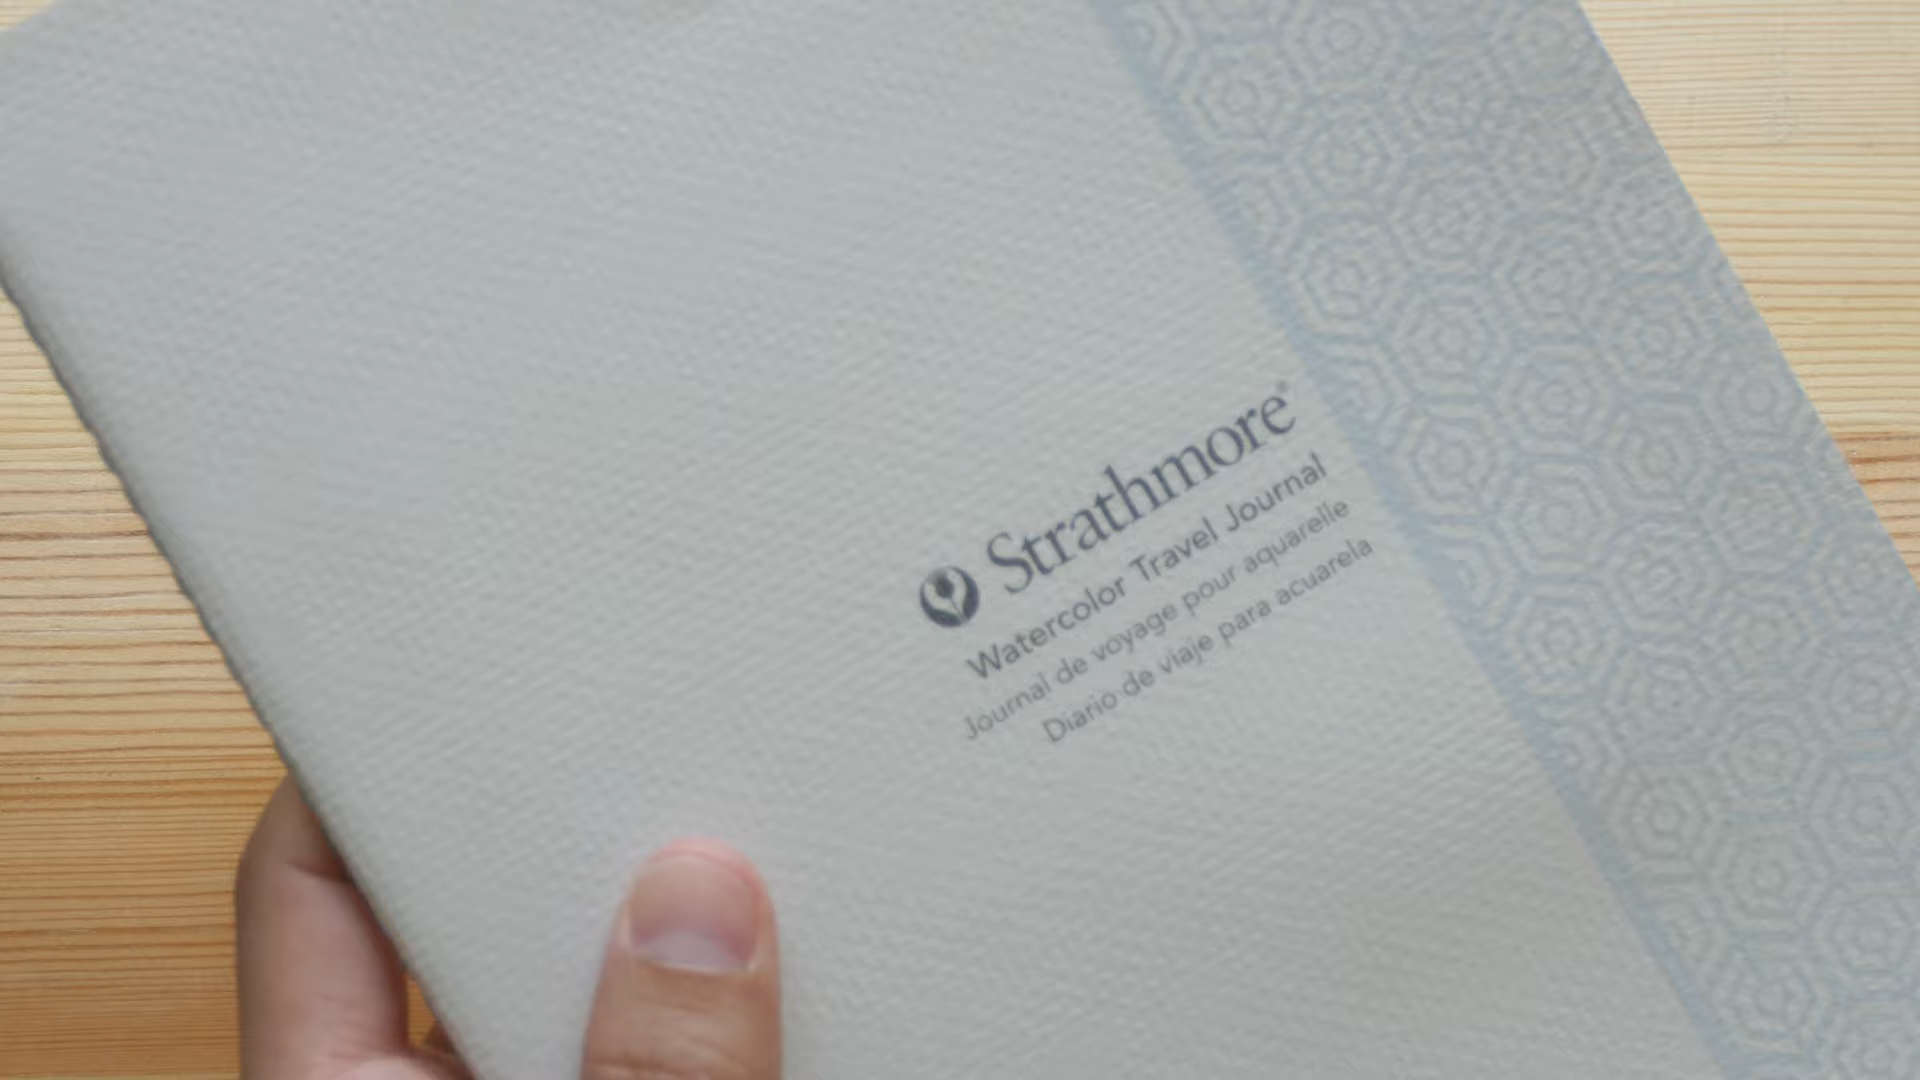 Strathmore®
Watercolor Travel Journal
Journal de voyage pour aquarelle
Diario de viaje para acuarela